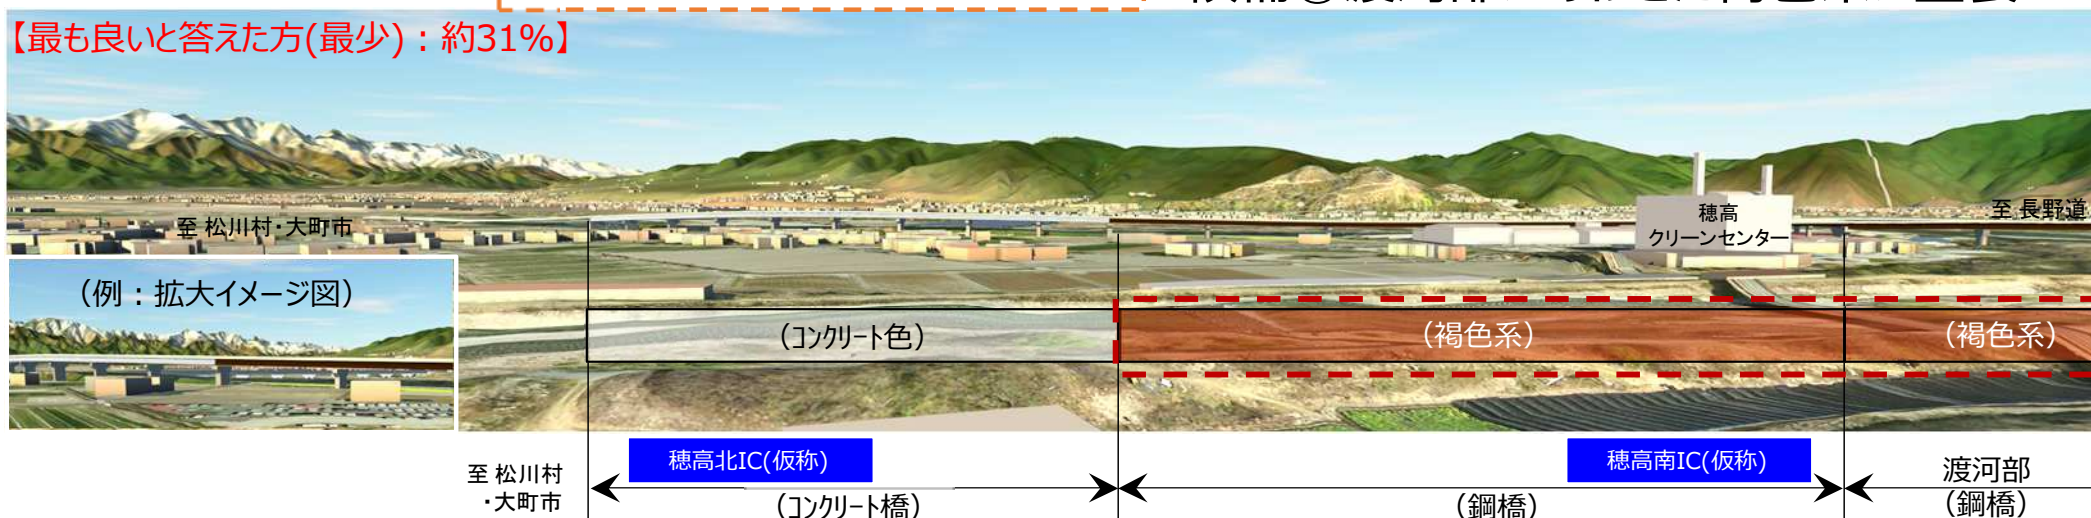 【最も良いと答えた方(最少)：約31%】
至 松川村・大町市
穂高
クリーンセンター
至 長野道
（例：拡大イメージ図）
（コンクリート色）
（褐色系）
（褐色系）
穂高北IC(仮称)
穂高南IC(仮称)
至 松川村
・大町市
（コンクリート橋）
（鋼橋）
渡河部
（鋼橋）